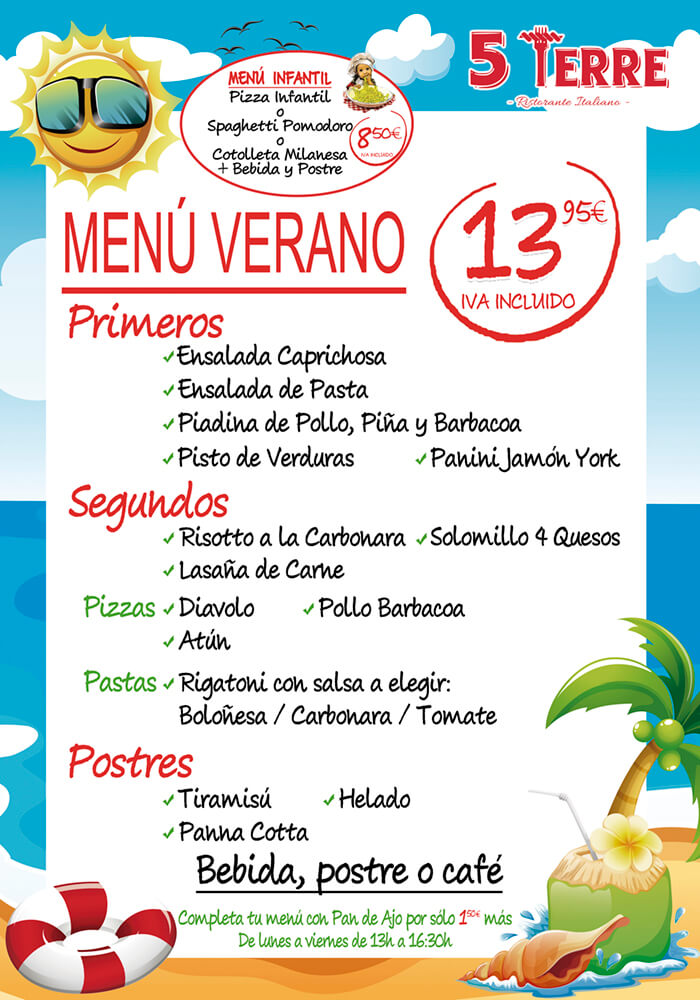 5 TERRE
- Ristorante Italiano -
MENÚ INFANTIL
Pizza Infantil
o
Spaghetti Pomodoro
o
Cotolleta Milanesa
+ Bebida y Postre
8'50€
IVA INCLUIDO
MENÚ VERANO
13'95€
IVA INCLUIDO
Primeros
Ensalada Caprichosa
Ensalada de Pasta
Piadina de Pollo, Piña y Barbacoa
Pisto de Verduras Panini Jamón York
Segundos
Risotto a la Carbonara Solomillo 4 Quesos
Lasaña de Carne
Pizzas Diavolo Pollo Barbacoa
Atún
Pastas Rigatoni con salsa a elegir:
Boloñesa / Carbonara / Tomate
Postres
Tiramisú Helado
Panna Cotta
Bebida, postre o café
Completa tu menú con Pan de Ajo por sólo 1'50€ más
De lunes a viernes de 13h a 16:30h